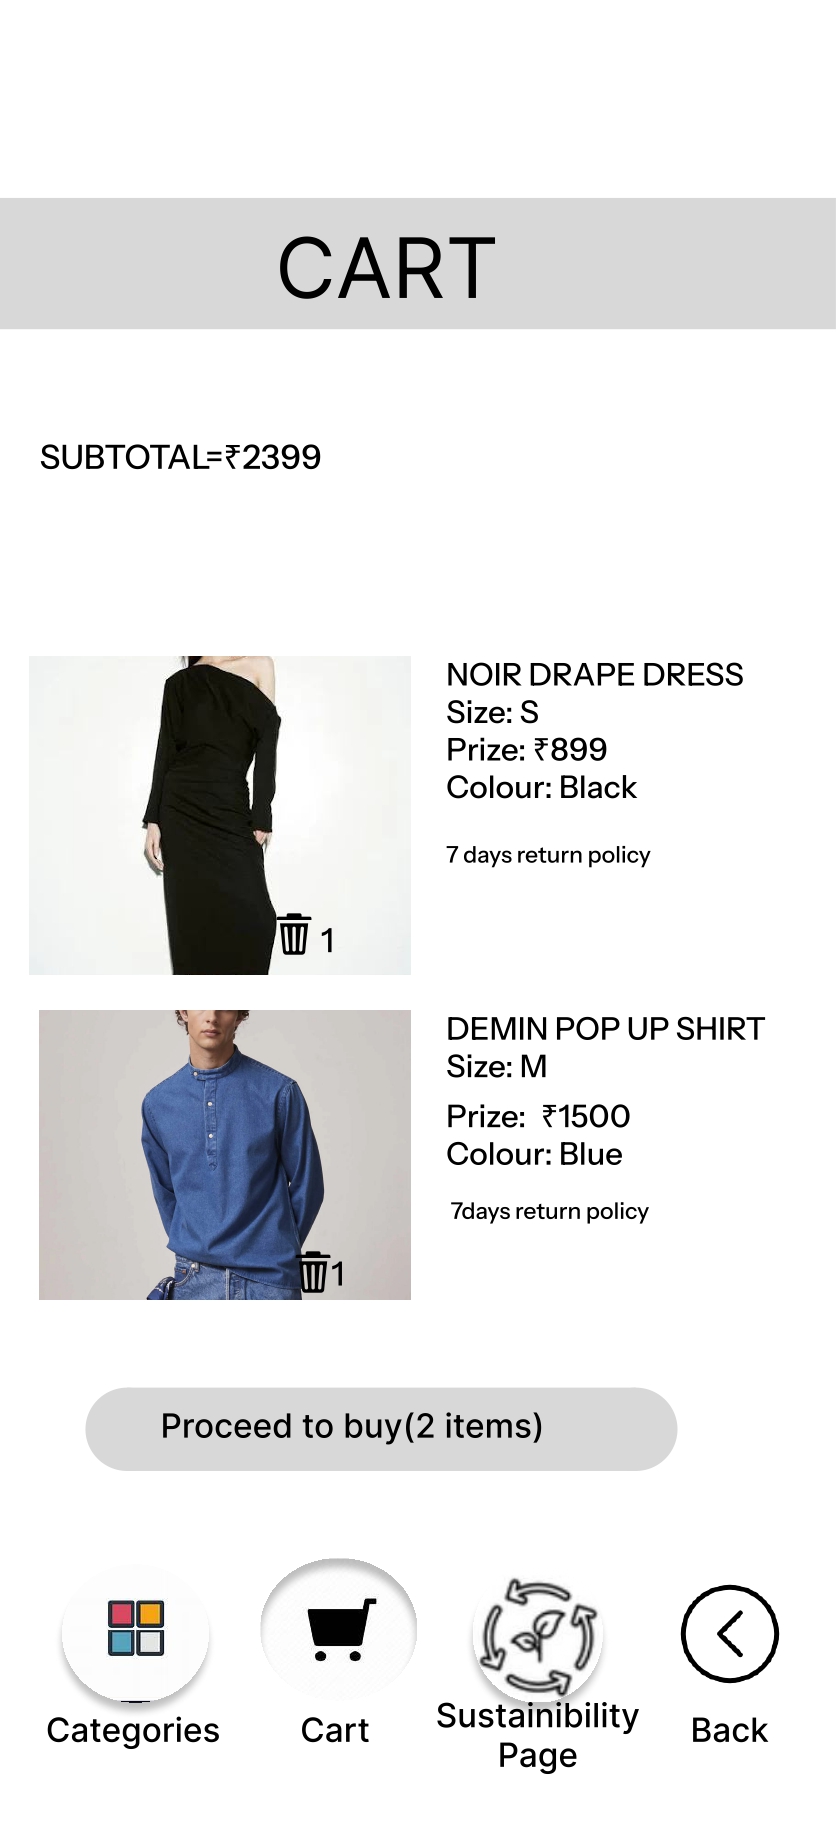 CART
SUBTOTAL=₹2399
NOIR DRAPE DRESS
Size: S
Prize: ₹899
Colour: Black
7 days return policy
1
DEMIN POP UP SHIRT
Size: M
Prize: ₹1500
Colour: Blue
7days return policy
1
Proceed to buy(2 items)
Categories
Cart
Sustainibility
Page
Back